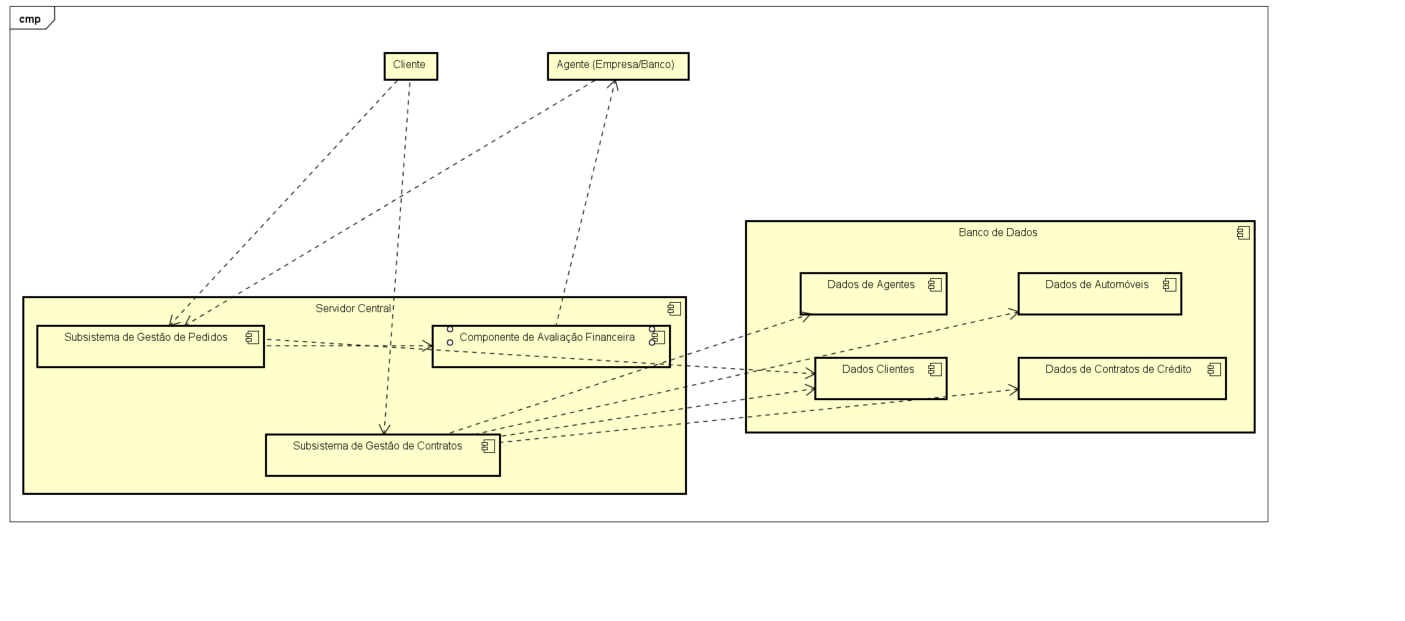 cmp
Cliente
Agente (Empresa/Banco)
Banco de Dados
Dados de Agentes
Dados de Automóveis
Servidor Central
Subsistema de Gestão de Pedidos
Componente de Avaliação Financeira
Dados Clientes
Dados de Contratos de Crédito
Subsistema de Gestão de Contratos